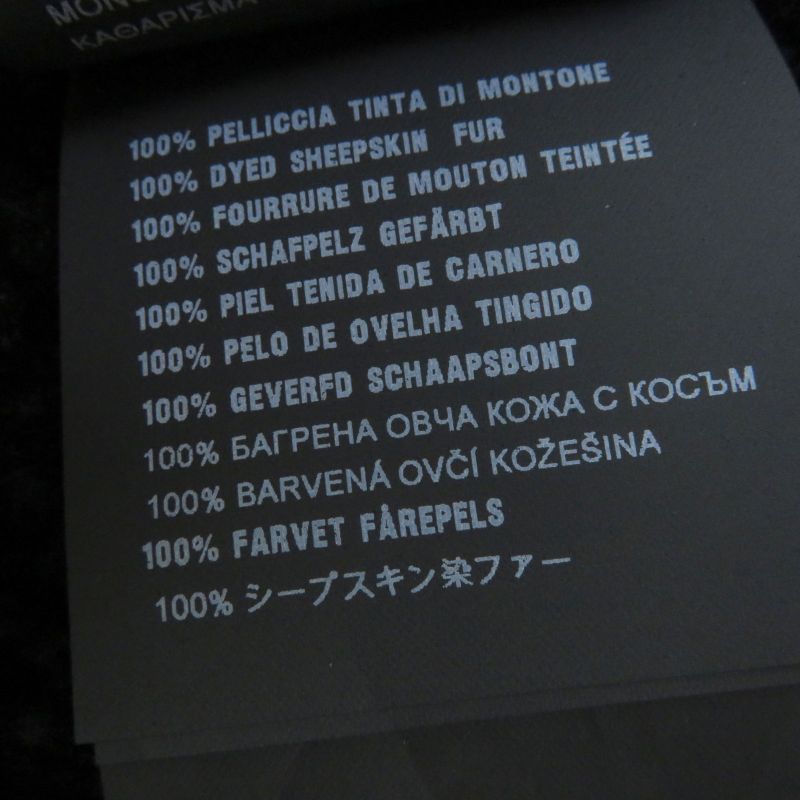 ΚΑΘΑΡΙΣΜΑ
100% PELLICCIA TINTA DI MONTONE
100% DYED SHEEPSKIN FUR
100% FOURRURE DE MOUTON TEINTÉE
100% SCHAFPELZ GEFÄRBT
100% PIEL TENIDA DE CARNERO
100% PELO DE OVELHA TINGIDO
100% GEVERFD SCHAAPSBONT
100% БАГРЕНА ОВЧА КОЖА С КОСЪМ
100% BARVENÁ OVČÍ KOŽEŠINA
100% FARVET FÅREPELS
100% シープスキン染ファー